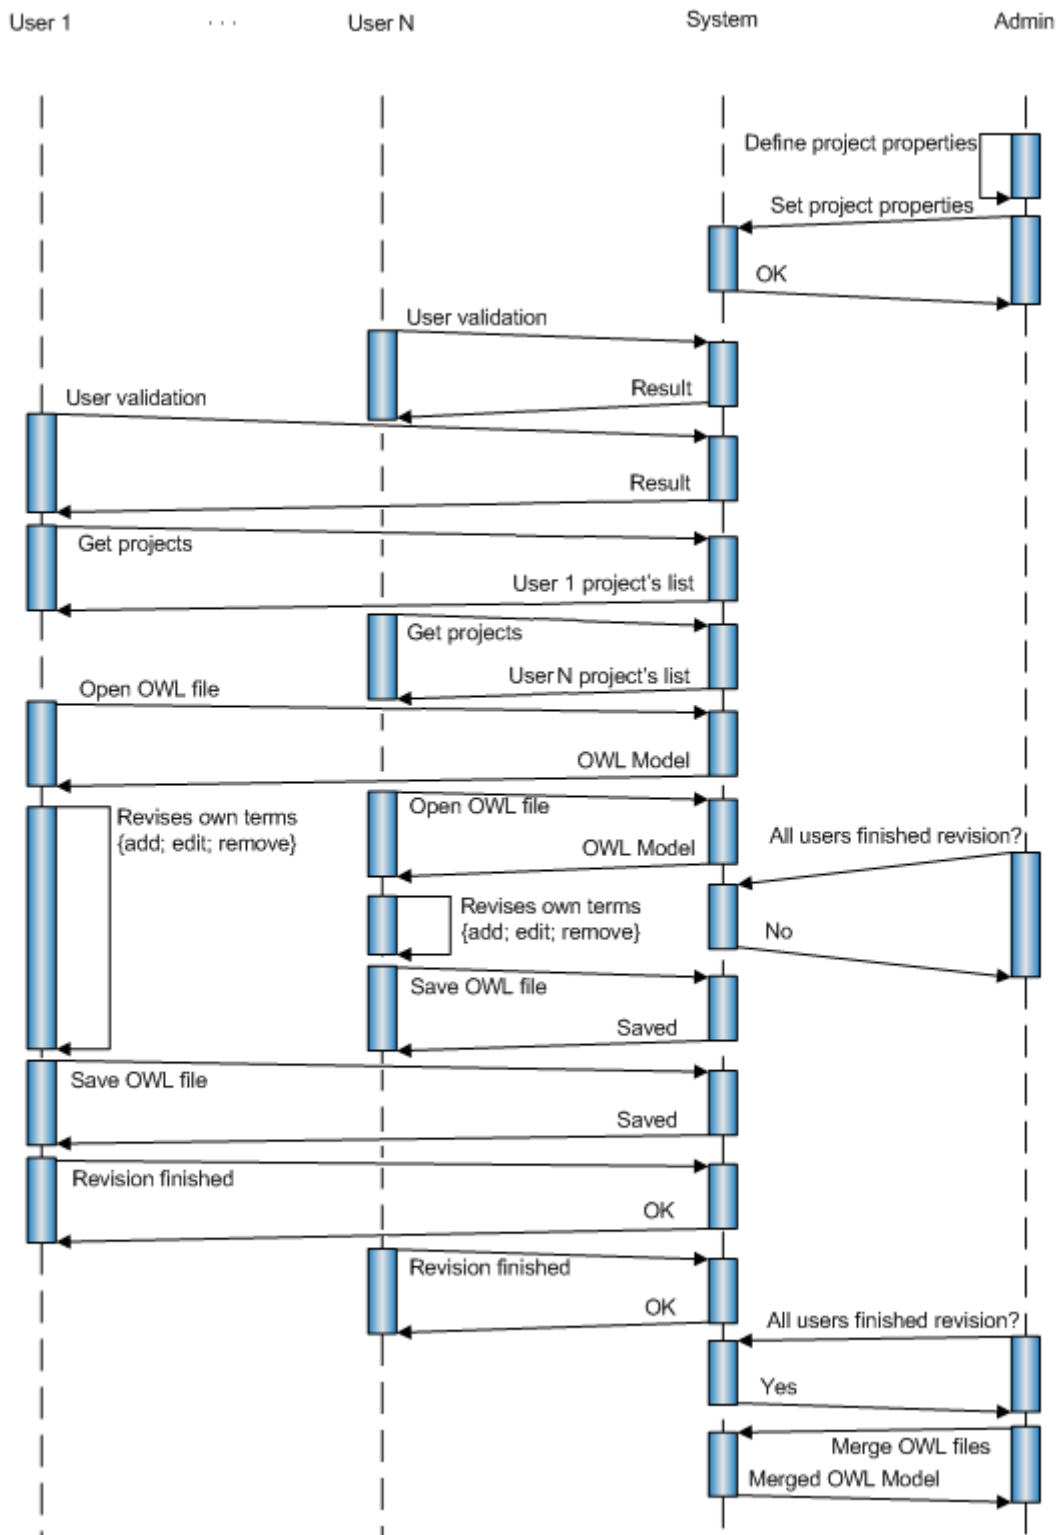 User 1
. . .
User N
System
Admin
Define project properties
Set project properties
OK
User validation
Result
User validation
Result
Get projects
User 1 project's list
Get projects
User N project's list
Open OWL file
OWL Model
Revises own terms
{add; edit; remove}
Open OWL file
All users finished revision?
OWL Model
Revises own terms
{add; edit; remove}
No
Save OWL file
Saved
Save OWL file
Saved
Revision finished
OK
Revision finished
OK
All users finished revision?
Yes
Merge OWL files
Merged OWL Model